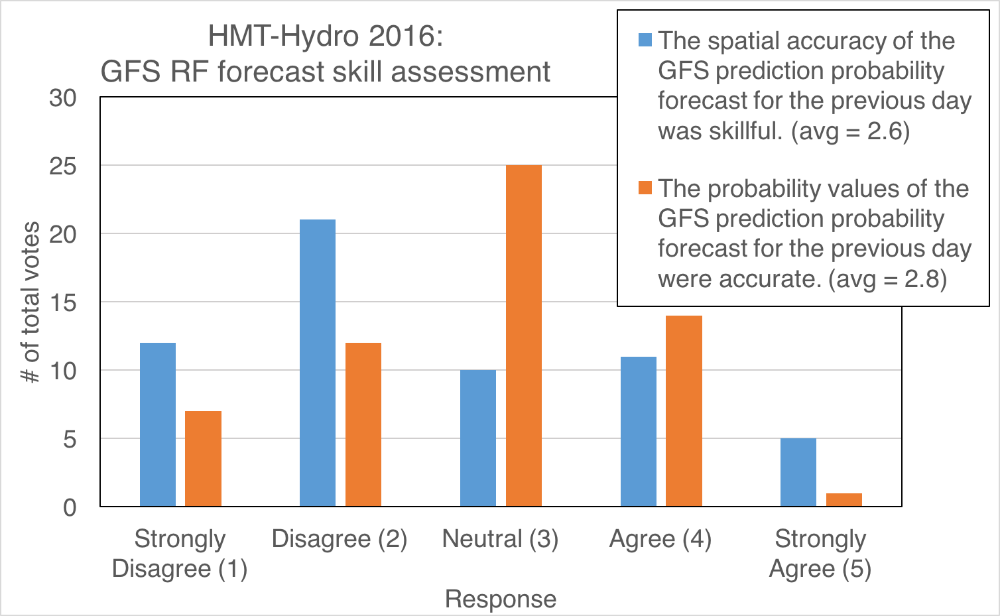 HMT-Hydro 2016:
GFS RF forecast skill assessment
The spatial accuracy of the
GFS prediction probability
forecast for the previous day
was skillful. (avg = 2.6)
The probability values of the
GFS prediction probability
forecast for the previous day
were accurate. (avg = 2.8)
# of total votes
30
25
20
15
10
5
0
Strongly
Disagree (1)
Disagree (2)
Neutral (3)
Agree (4)
Strongly
Agree (5)
Response